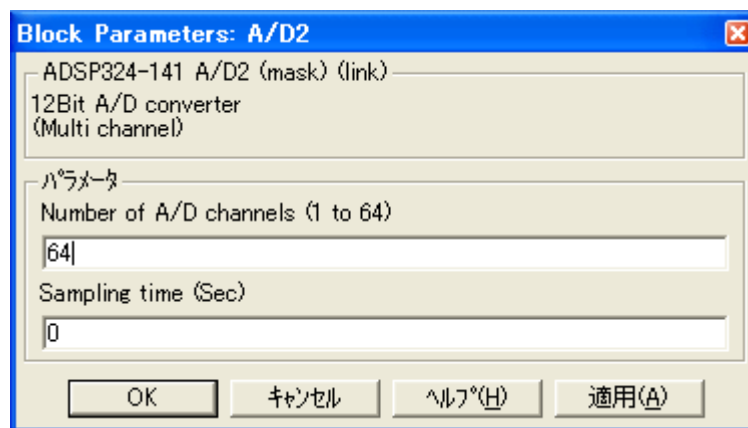 Block Parameters: A/D2
ADSP324-141 A/D2 (mask) (link)
12Bit A/D converter
(Multi channel)
パラメータ
Number of A/D channels (1 to 64)
64
Sampling time (Sec)
0
OK キャンセル ヘルプ(H) 適用(A)